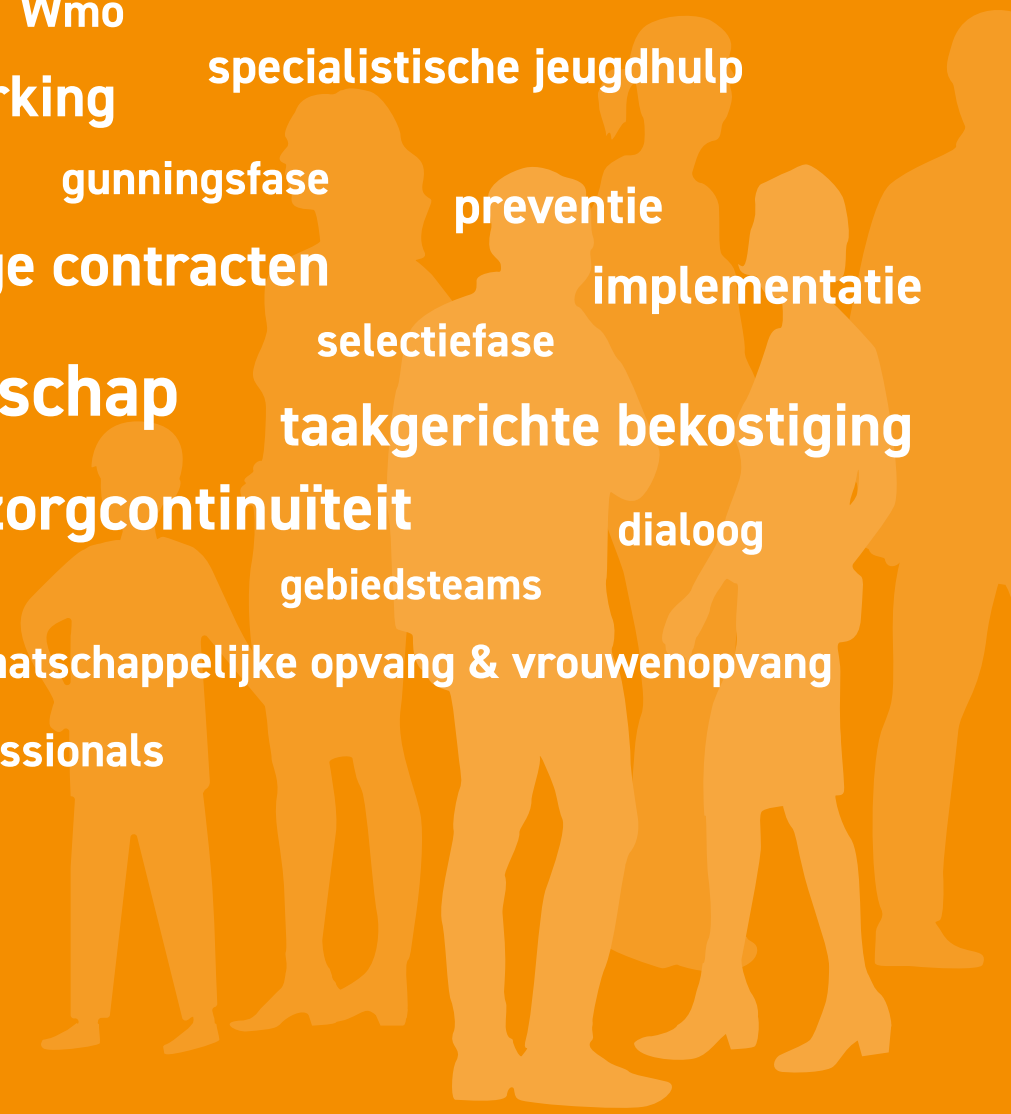 Wmo
specialistische jeugdhulp
rking
gunningsfase
preventie
ge contracten
implementatie
selectiefase
schap
taakgerichte bekostiging
zorgcontinuïteit
dialoog
gebiedsteams
aatschappelijke opvang & vrouwenopvang
ssionals